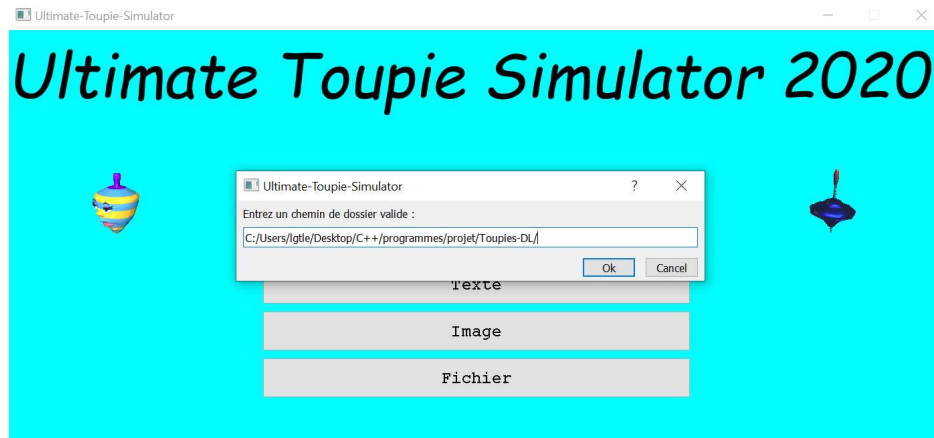 Ultimate-Toupie-Simulator
Ultimate Toupie Simulator 2020
Ultimate-Toupie-Simulator ?
Entrez un chemin de dossier valide :
C:/Users/lgtle/Desktop/C++/programmes/projet/Toupies-DL/
Ok Cancel
Texte
Image
Fichier